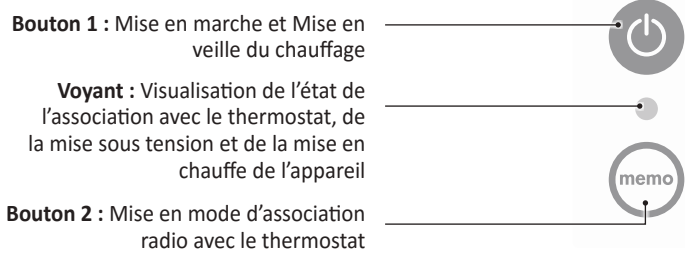 Bouton 1 : Mise en marche et Mise en
veille du chauffage
Voyant : Visualisation de l’état de
l’association avec le thermostat, de
la mise sous tension et de la mise en
chauffe de l’appareil
memo
Bouton 2 : Mise en mode d’association
radio avec le thermostat